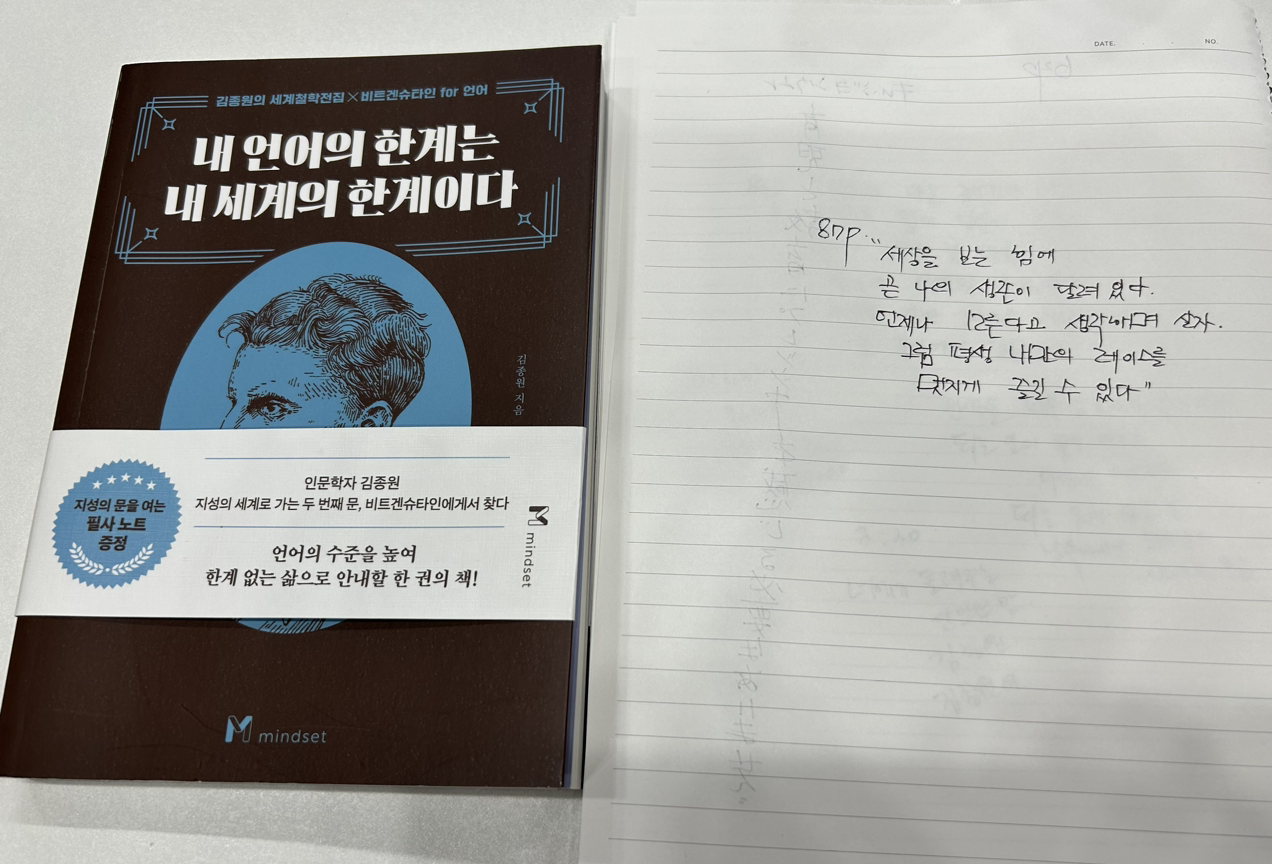 김종원의 세계철학전집×비트겐슈타인 for 언어
내 언어의 한계는
내 세계의 한계이다
김종원 지음
지성의 문을 여는
필사 노트
증정
인문학자 김종원
지성의 세계로 가는 두 번째 문, 비트겐슈타인에게서 찾다
언어의 수준을 높여
한계 없는 삶으로 안내할 한 권의 책!
mindset
mindset
DATE.
NO.
87p. "세상을 보는 힘에
곧 나의 생존이 달려 있다.
언제나 모른다고 생각하며 살자.
그럼 평생 나만의 레이스를
멋지게 즐길 수 있다"